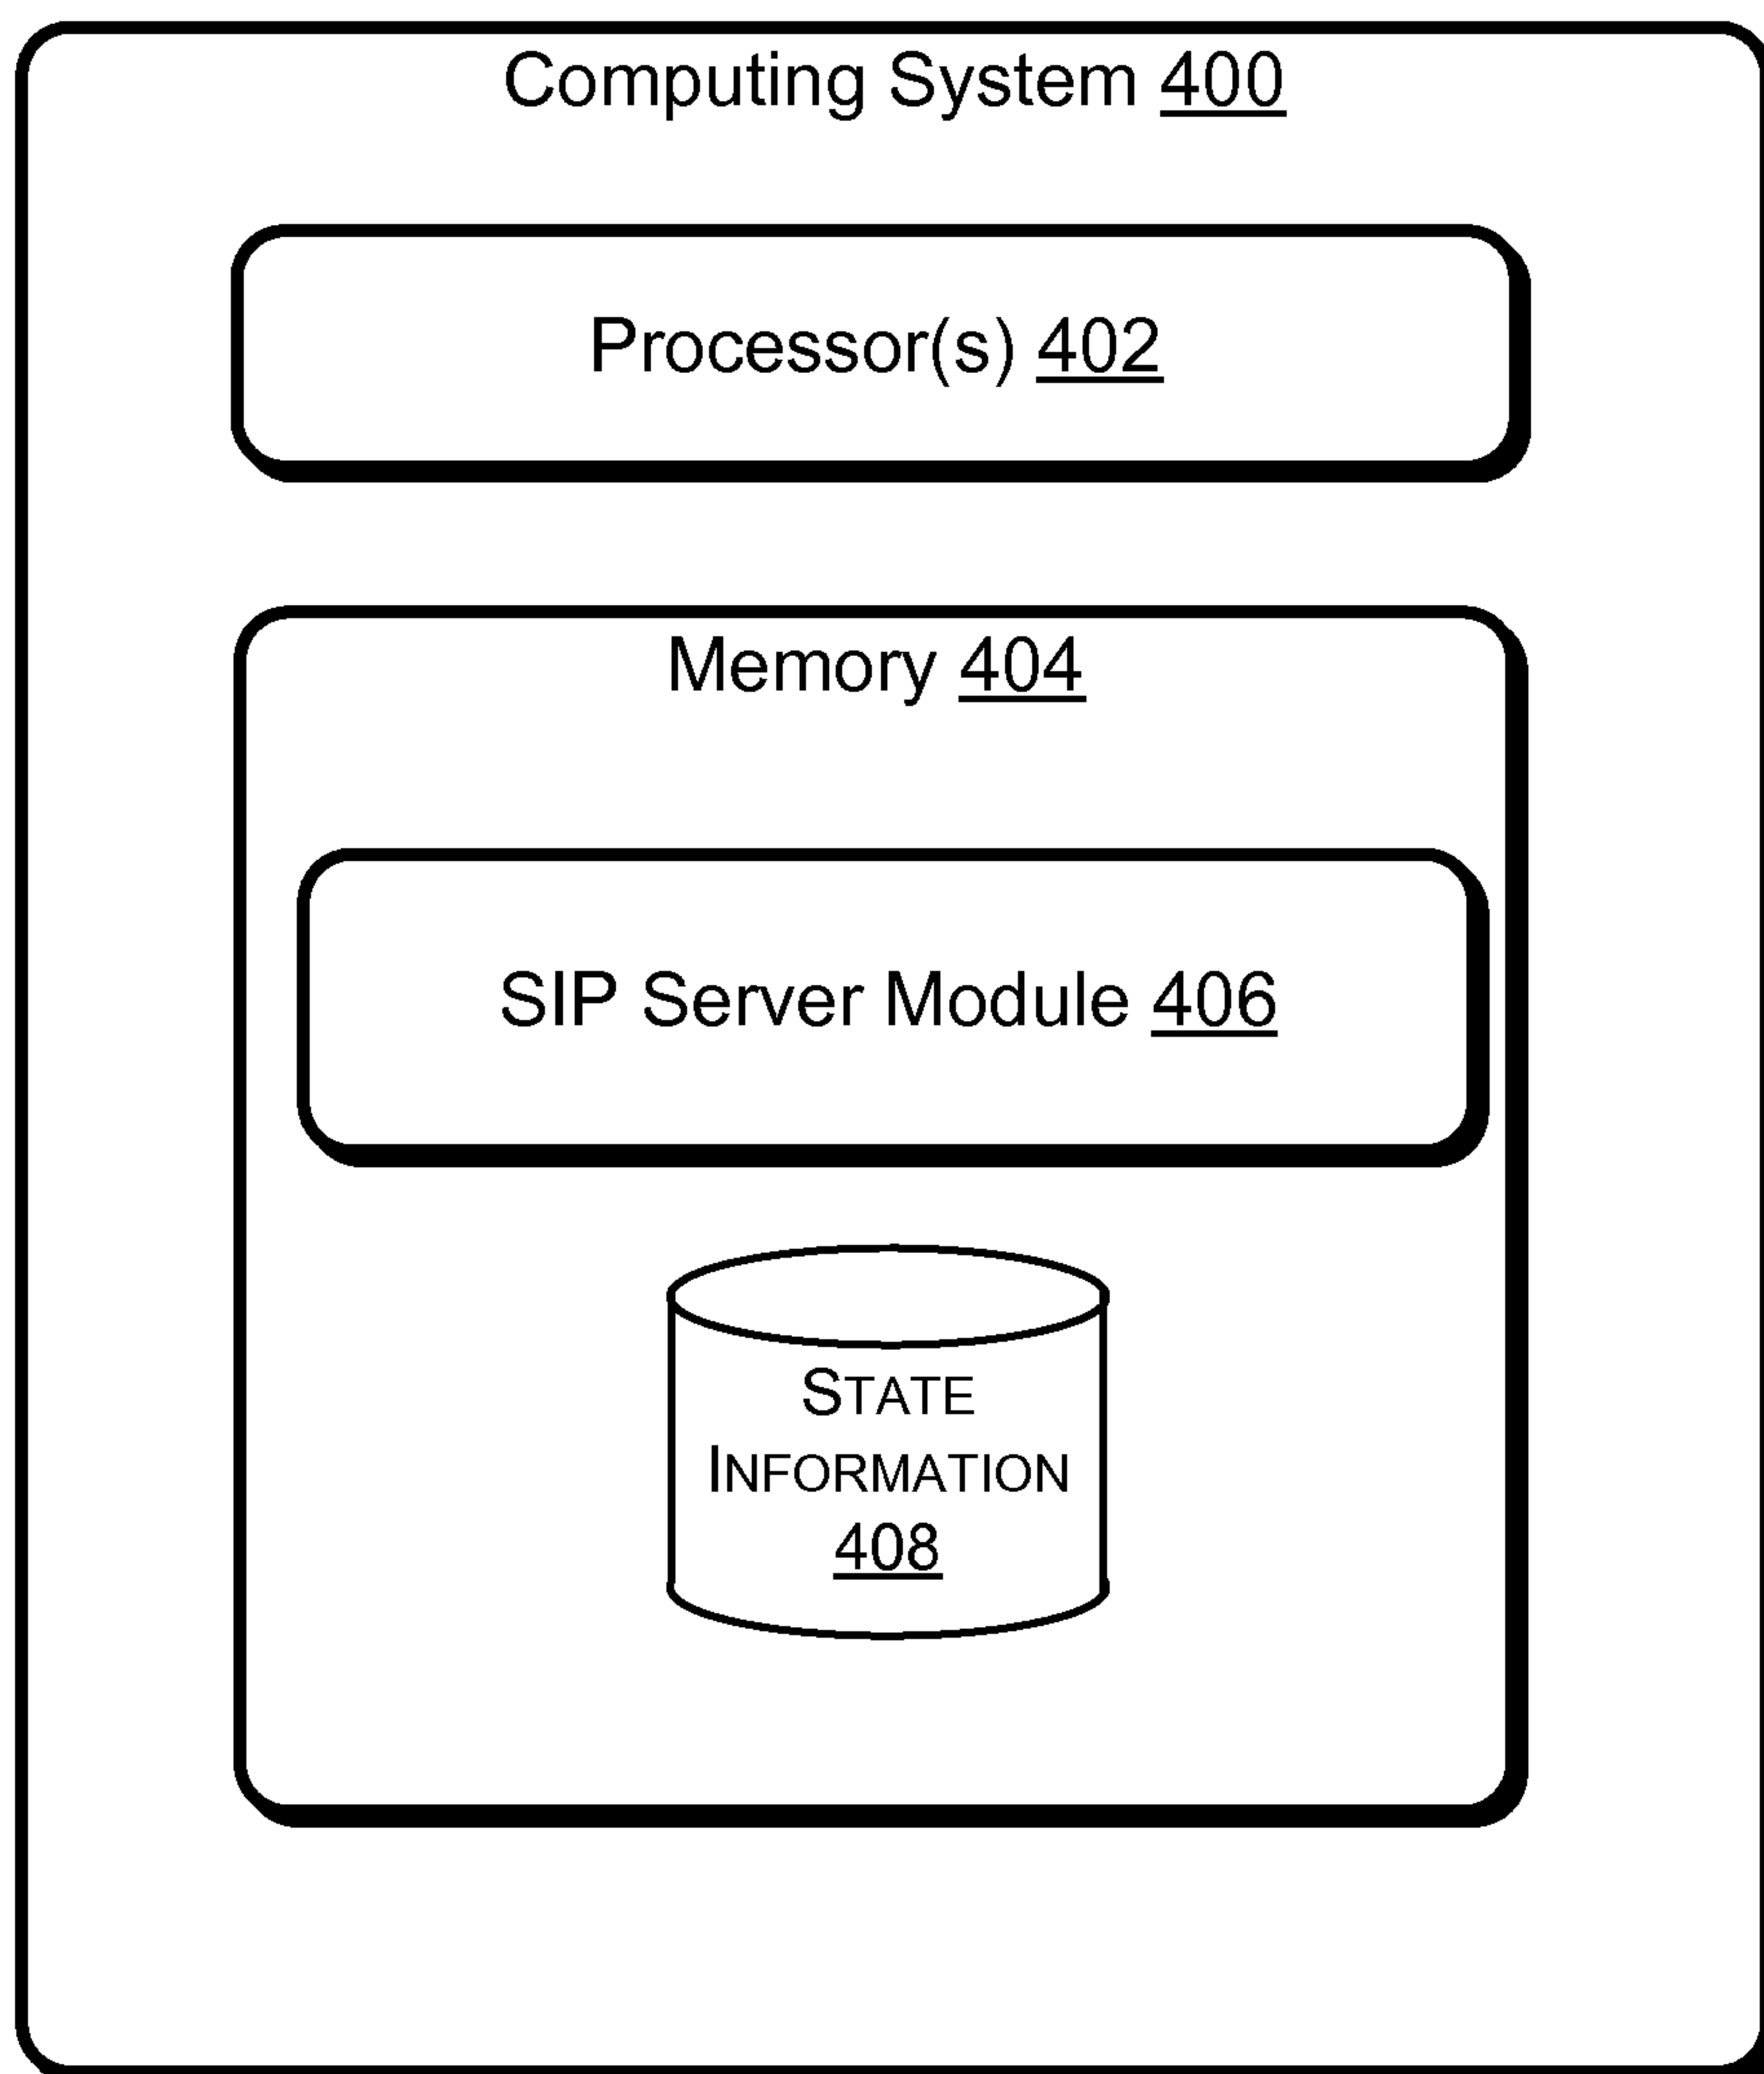 Computing System 400
Processor(s) 402
Memory 404
SIP Server Module 406
STATE
INFORMATION
408